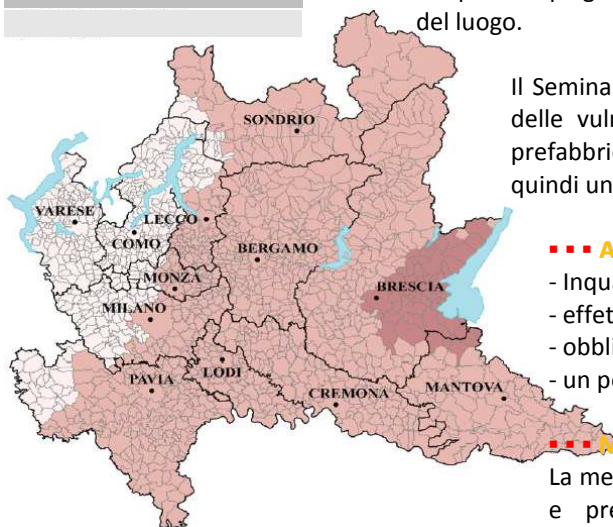 del luogo.
Il Semina
delle vuln
prefabbric
quindi un
SONDRIO
VARESE
LECCO
COMO
BERGAMO
MONZA
BRESCIA
MILANO
PAVIA
LODI
CREMONA
MANTOVA
A
- Inqua
- effet
- obbli
- un pe
N
La me
e pre